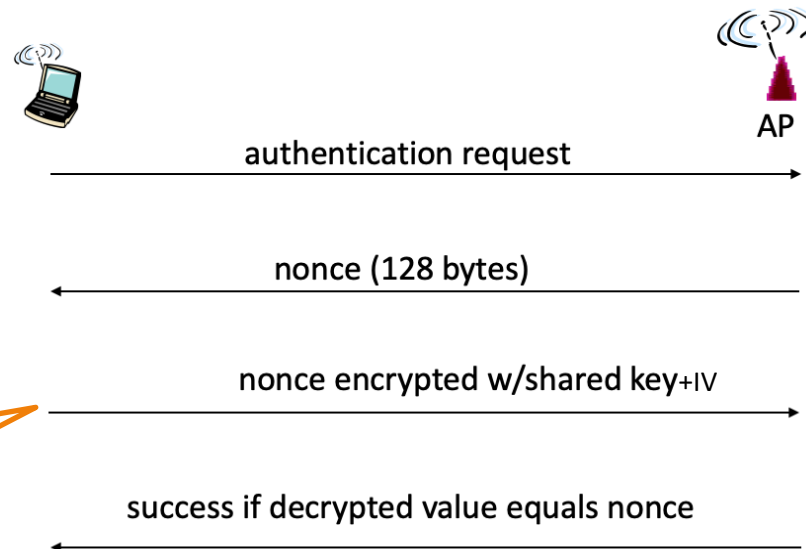 AP
authentication request
nonce (128 bytes)
nonce encrypted w/shared key+IV
success if decrypted value equals nonce